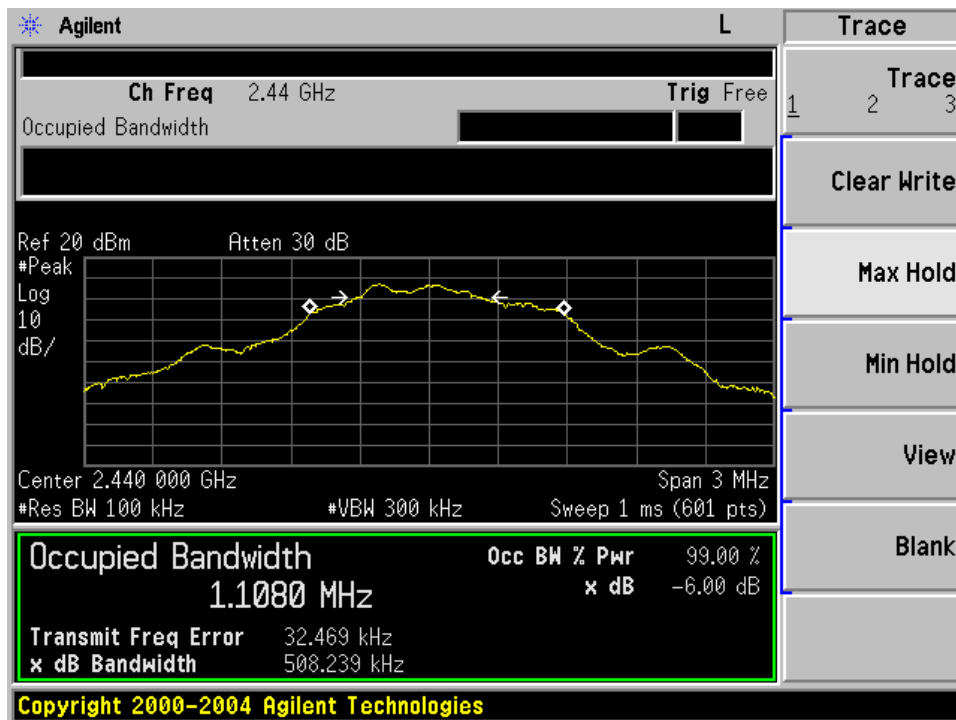 Agilent L Trace
Ch Freq 2.44 GHz Trig Free
Occupied Bandwidth
Trace
1 2 3
Clear Write
Max Hold
Min Hold
View
Blank
Ref 20 dBm Atten 30 dB
#Peak
Log
10
dB/
Center 2.440 000 GHz Span 3 MHz
#Res BW 100 kHz #VBW 300 kHz Sweep 1 ms (601 pts)
Occupied Bandwidth Occ BW % Pwr 99.00 %
1.1080 MHz x dB -6.00 dB
Transmit Freq Error 32.469 kHz
x dB Bandwidth 508.239 kHz
Copyright 2000-2004 Agilent Technologies